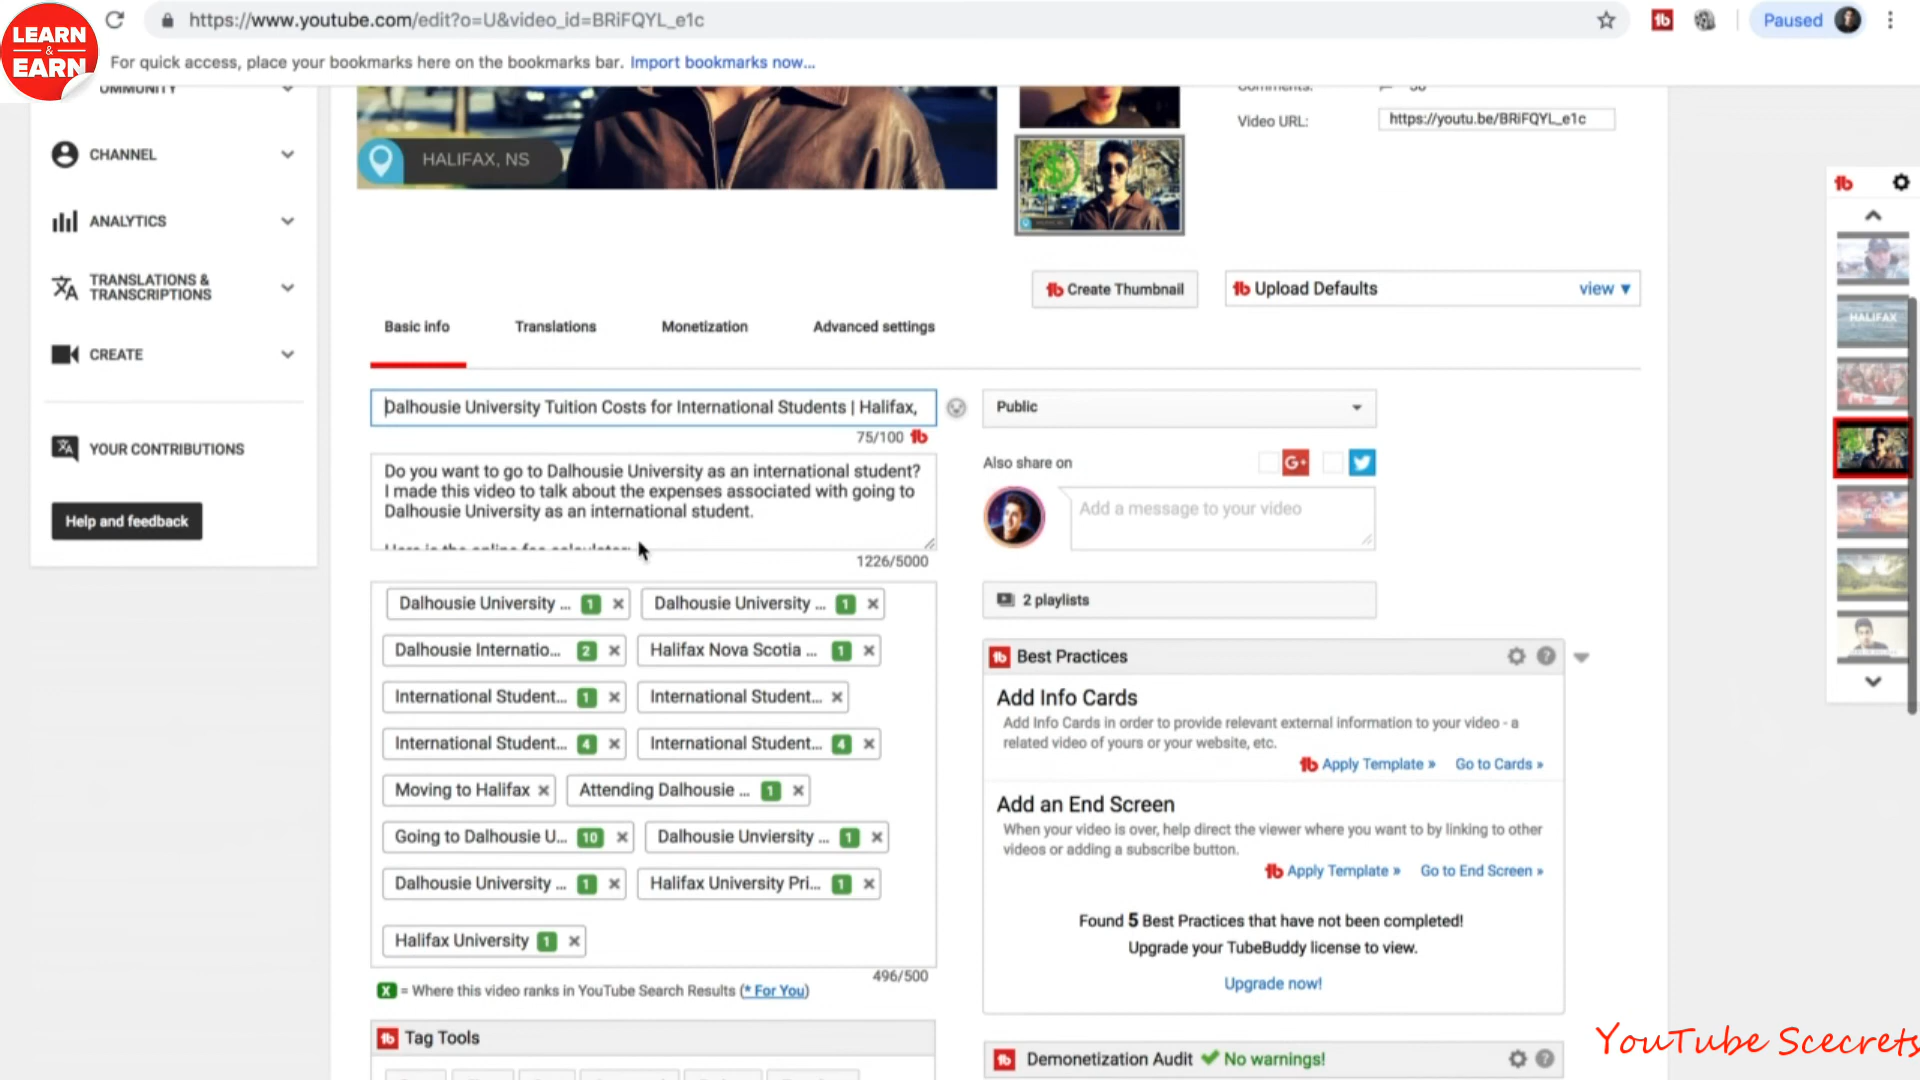 LEARN
&
EARN
https://www.youtube.com/edit?o=U&video_id=BRiFQYL_e1c
Paused
For quick access, place your bookmarks here on the bookmarks bar. Import bookmarks now...
CHANNEL
ANALYTICS
TRANSLATIONS &
TRANSCRIPTIONS
CREATE
YOUR CONTRIBUTIONS
Help and feedback
HALIFAX, NS
Video URL:
https://youtu.be/BRiFQYL_e1c
Create Thumbnail
Upload Defaults
view ▼
Basic info
Translations
Monetization
Advanced settings
Dalhousie University Tuition Costs for International Students | Halifax,
75/100
Do you want to go to Dalhousie University as an international student?
I made this video to talk about the expenses associated with going to
Dalhousie University as an international student.
Here is the online fee calculator:
1226/5000
Dalhousie University ... 1 ×
Dalhousie University ... 1 ×
Dalhousie Internatio... 2 ×
Halifax Nova Scotia ... 1 ×
International Student... 1 ×
International Student... ×
International Student... 4 ×
International Student... 4 ×
Moving to Halifax ×
Attending Dalhousie ... 1 ×
Going to Dalhousie U... 10 ×
Dalhousie Unviersity ... 1 ×
Dalhousie University ... 1 ×
Halifax University Pri... 1 ×
Halifax University 1 ×
496/500
X = Where this video ranks in YouTube Search Results (* For You)
Tag Tools
Public
Also share on
G+
Add a message to your video
2 playlists
Best Practices
Add Info Cards
Add Info Cards in order to provide relevant external information to your video - a
related video of yours or your website, etc.
Apply Template »
Go to Cards »
Add an End Screen
When your video is over, help direct the viewer where you want to by linking to other
videos or adding a subscribe button.
Apply Template »
Go to End Screen »
Found 5 Best Practices that have not been completed!
Upgrade your TubeBuddy license to view.
Upgrade now!
Demonetization Audit ✔ No warnings!
HALIFAX
YouTube Scecrets